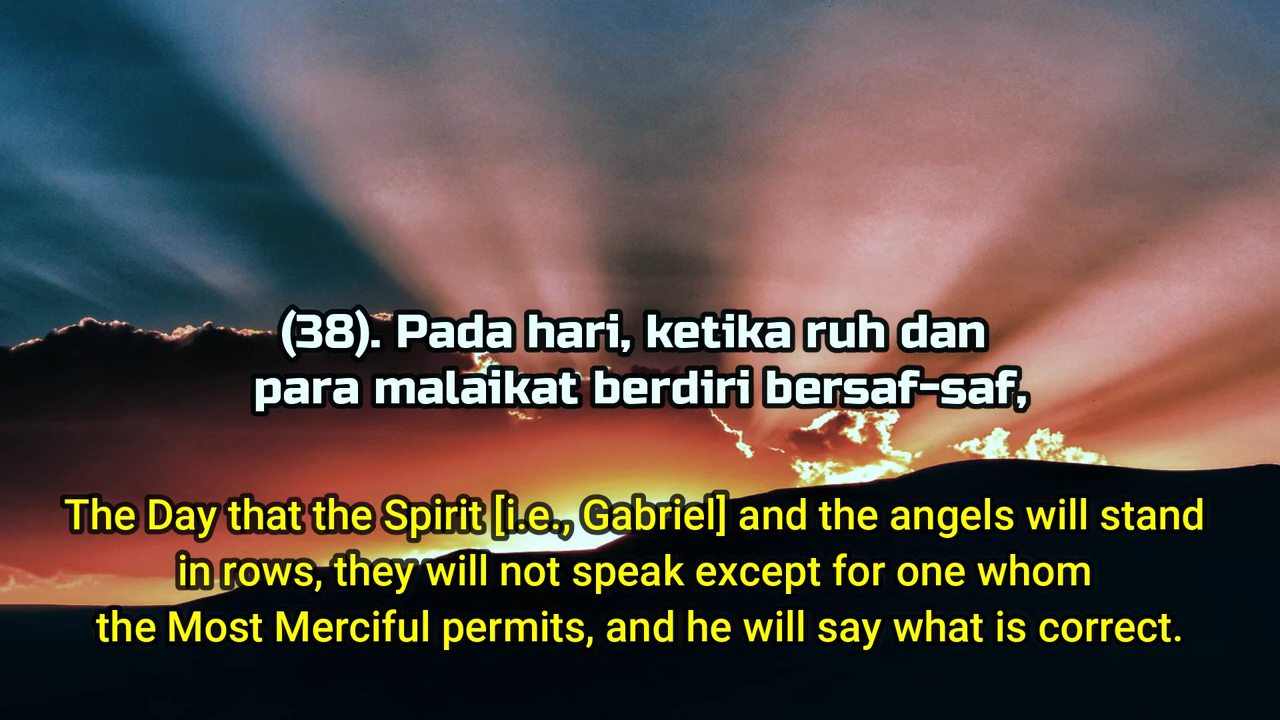 (38). Pada hari, ketika ruh dan
para malaikat berdiri bersaf-saf,
The Day that the Spirit [i.e., Gabriel] and the angels will stand
in rows, they will not speak except for one whom
the Most Merciful permits, and he will say what is correct.